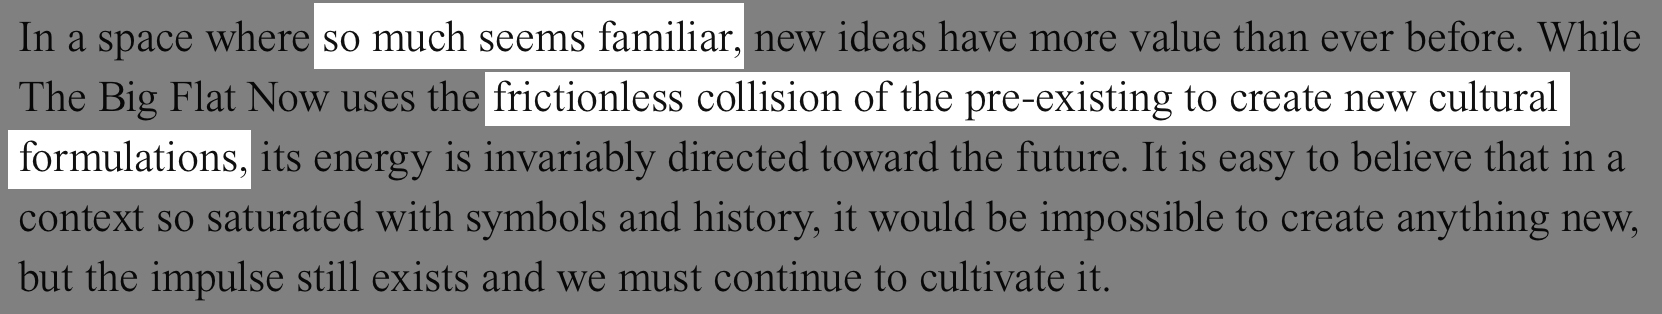 In a space where so much seems familiar, new ideas have more value than ever before. While
The Big Flat Now uses the frictionless collision of the pre-existing to create new cultural
formulations, its energy is invariably directed toward the future. It is easy to believe that in a
context so saturated with symbols and history, it would be impossible to create anything new,
but the impulse still exists and we must continue to cultivate it.